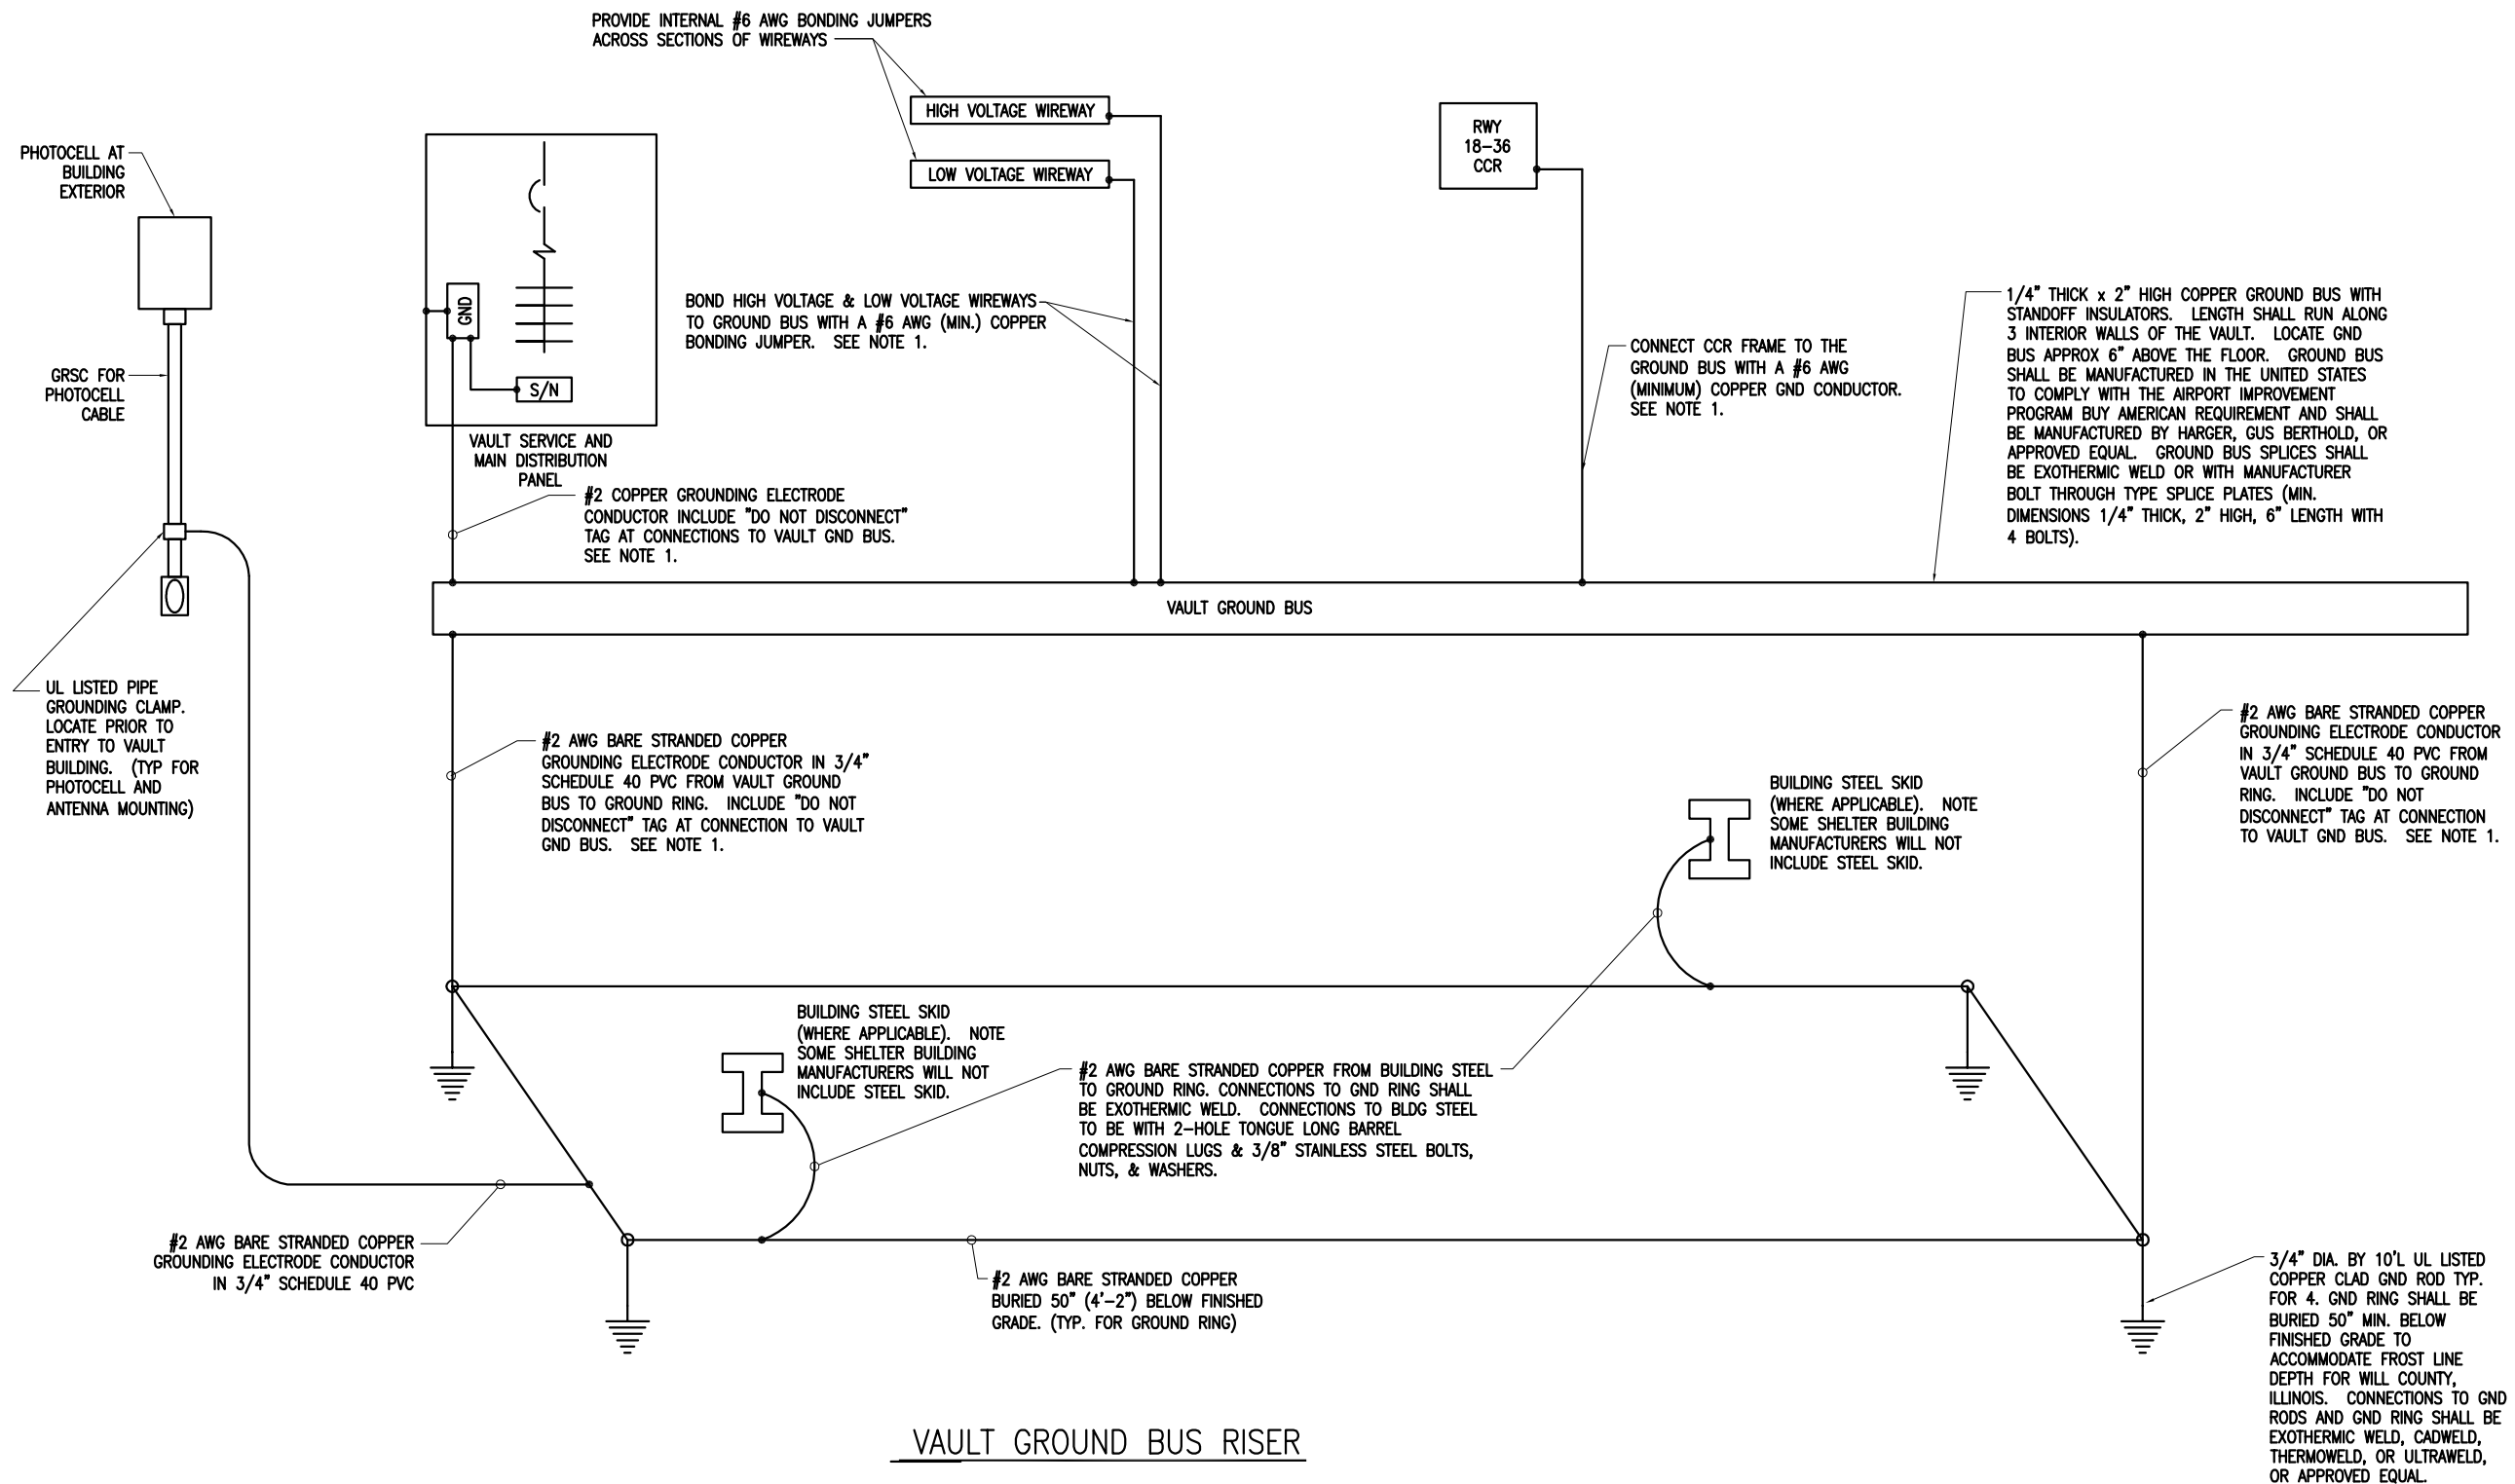 PROVIDE INTERNAL #6 AWG BONDING JUMPERS
ACROSS SECTIONS OF WIREWAYS
HIGH VOLTAGE WIREWAY
LOW VOLTAGE WIREWAY
RWY
18-36
CCR
PHOTOCELL AT
BUILDING
EXTERIOR
GRSC FOR
PHOTOCELL
CABLE
GND
S/N
VAULT SERVICE AND
MAIN DISTRIBUTION
PANEL
BOND HIGH VOLTAGE & LOW VOLTAGE WIREWAYS
TO GROUND BUS WITH A #6 AWG (MIN.) COPPER
BONDING JUMPER. SEE NOTE 1.
CONNECT CCR FRAME TO THE
GROUND BUS WITH A #6 AWG
(MINIMUM) COPPER GND CONDUCTOR.
SEE NOTE 1.
1/4" THICK x 2" HIGH COPPER GROUND BUS WITH
STANDOFF INSULATORS. LENGTH SHALL RUN ALONG
3 INTERIOR WALLS OF THE VAULT. LOCATE GND
BUS APPROX 6" ABOVE THE FLOOR. GROUND BUS
SHALL BE MANUFACTURED IN THE UNITED STATES
TO COMPLY WITH THE AIRPORT IMPROVEMENT
PROGRAM BUY AMERICAN REQUIREMENT AND SHALL
BE MANUFACTURED BY HARGER, GUS BERTHOLD, OR
APPROVED EQUAL. GROUND BUS SPLICES SHALL
BE EXOTHERMIC WELD OR WITH MANUFACTURER
BOLT THROUGH TYPE SPLICE PLATES (MIN.
DIMENSIONS 1/4" THICK, 2" HIGH, 6" LENGTH WITH
4 BOLTS).
#2 COPPER GROUNDING ELECTRODE
CONDUCTOR INCLUDE "DO NOT DISCONNECT"
TAG AT CONNECTIONS TO VAULT GND BUS.
SEE NOTE 1.
VAULT GROUND BUS
UL LISTED PIPE
GROUNDING CLAMP.
LOCATE PRIOR TO
ENTRY TO VAULT
BUILDING. (TYP FOR
PHOTOCELL AND
ANTENNA MOUNTING)
#2 AWG BARE STRANDED COPPER
GROUNDING ELECTRODE CONDUCTOR IN 3/4"
SCHEDULE 40 PVC FROM VAULT GROUND
BUS TO GROUND RING. INCLUDE "DO NOT
DISCONNECT" TAG AT CONNECTION TO VAULT
GND BUS. SEE NOTE 1.
BUILDING STEEL SKID
(WHERE APPLICABLE). NOTE
SOME SHELTER BUILDING
MANUFACTURERS WILL NOT
INCLUDE STEEL SKID.
#2 AWG BARE STRANDED COPPER
GROUNDING ELECTRODE CONDUCTOR
IN 3/4" SCHEDULE 40 PVC FROM
VAULT GROUND BUS TO GROUND
RING. INCLUDE "DO NOT
DISCONNECT" TAG AT CONNECTION
TO VAULT GND BUS. SEE NOTE 1.
BUILDING STEEL SKID
(WHERE APPLICABLE). NOTE
SOME SHELTER BUILDING
MANUFACTURERS WILL NOT
INCLUDE STEEL SKID.
#2 AWG BARE STRANDED COPPER FROM BUILDING STEEL
TO GROUND RING. CONNECTIONS TO GND RING SHALL
BE EXOTHERMIC WELD. CONNECTIONS TO BLDG STEEL
TO BE WITH 2-HOLE TONGUE LONG BARREL
COMPRESSION LUGS & 3/8" STAINLESS STEEL BOLTS,
NUTS, & WASHERS.
#2 AWG BARE STRANDED COPPER
GROUNDING ELECTRODE CONDUCTOR
IN 3/4" SCHEDULE 40 PVC
#2 AWG BARE STRANDED COPPER
BURIED 50" (4'-2") BELOW FINISHED
GRADE. (TYP. FOR GROUND RING)
3/4" DIA. BY 10'L UL LISTED
COPPER CLAD GND ROD TYP.
FOR 4. GND RING SHALL BE
BURIED 50" MIN. BELOW
FINISHED GRADE TO
ACCOMMODATE FROST LINE
DEPTH FOR WILL COUNTY,
ILLINOIS. CONNECTIONS TO GND
RODS AND GND RING SHALL BE
EXOTHERMIC WELD, CADWELD,
THERMOWELD, OR ULTRAWELD,
OR APPROVED EQUAL.
VAULT GROUND BUS RISER